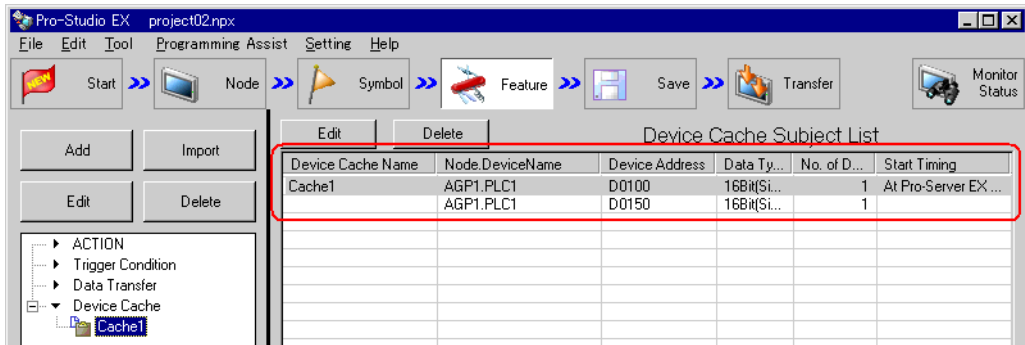 Pro-Studio EX project02.npx
File Edit Tool Programming Assist Setting Help
NEW Start Node Symbol Feature Save Transfer Monitor Status
Add Import
Edit Delete
ACTION
Trigger Condition
Data Transfer
Device Cache
Cache1
Edit Delete Device Cache Subject List
Device Cache Name Node.DeviceName Device Address Data Ty... No. of D... Start Timing
Cache1 AGP1.PLC1 D0100 16Bit(Si... 1 At Pro-Server EX ...
AGP1.PLC1 D0150 16Bit(Si... 1